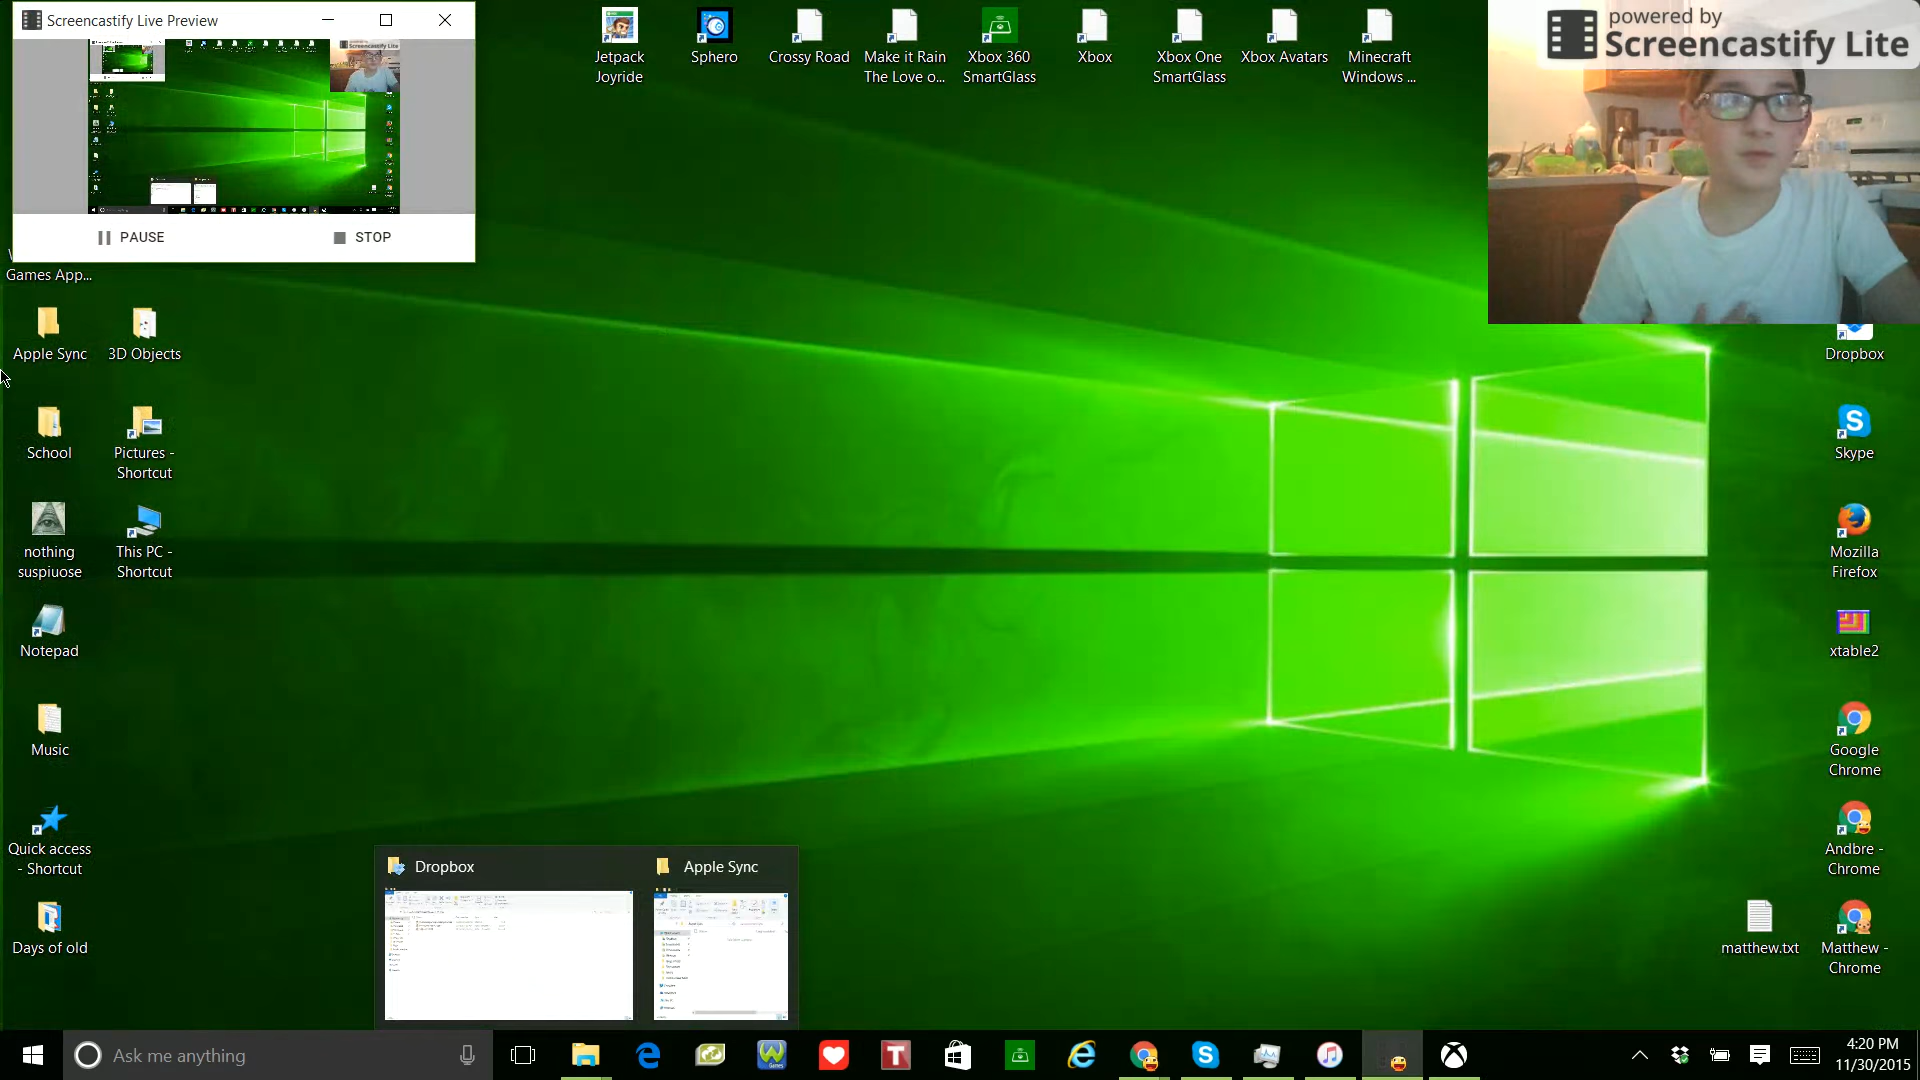 Screencastify Live Preview
PAUSE
STOP
Jetpack
Joyride
Sphero
Crossy Road
Make it Rain
The Love o...
Xbox 360
SmartGlass
Xbox
Xbox One
SmartGlass
Xbox Avatars
Minecraft
Windows ...
powered by
Screencastify Lite
Games App...
Apple Sync
3D Objects
Dropbox
School
Pictures -
Shortcut
Skype
nothing
suspiuose
This PC -
Shortcut
Mozilla
Firefox
Notepad
xtable2
Music
Google
Chrome
Quick access
- Shortcut
Andbre -
Chrome
Days of old
Dropbox
Apple Sync
matthew.txt
Matthew -
Chrome
Ask me anything
4:20 PM
11/30/2015